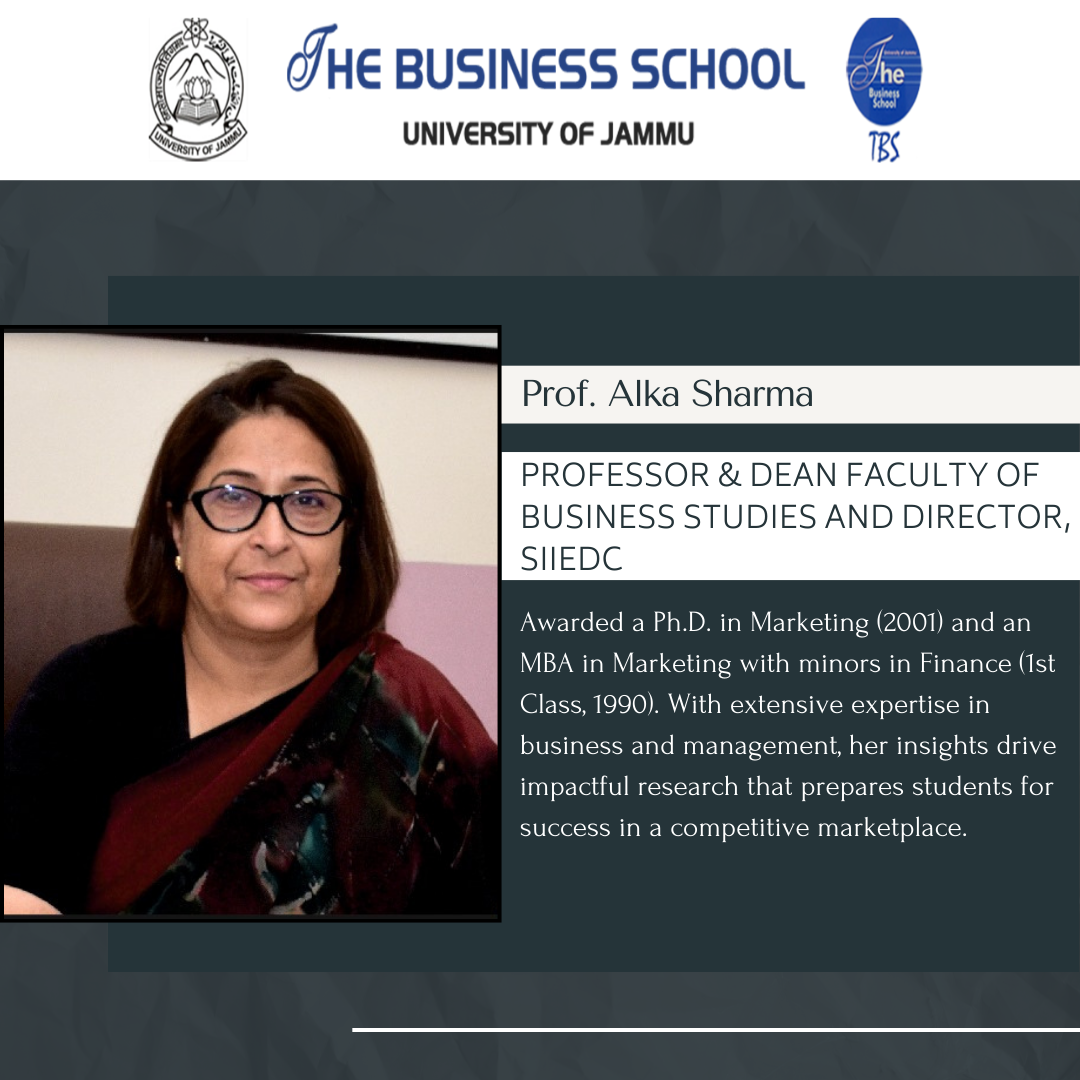 THE BUSINESS SCHOOL
UNIVERSITY OF JAMMU
UNIVERSITY OF JAMMU
University of Jammu
The
Business
School
TBS
Prof. Alka Sharma
PROFESSOR & DEAN FACULTY OF
BUSINESS STUDIES AND DIRECTOR,
SIIEDC
Awarded a Ph.D. in Marketing (2001) and an
MBA in Marketing with minors in Finance (1st
Class, 1990). With extensive expertise in
business and management, her insights drive
impactful research that prepares students for
success in a competitive marketplace.